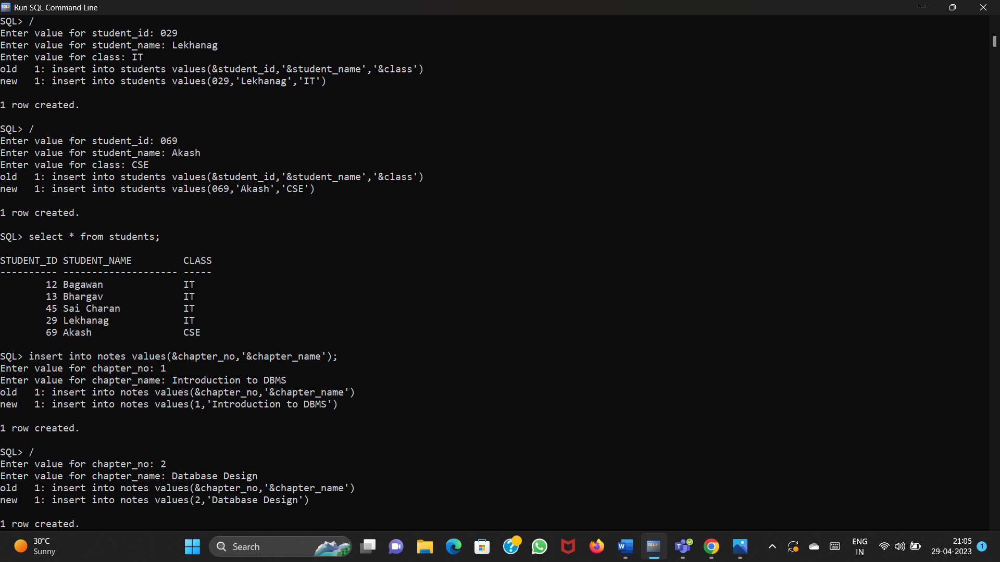 Run SQL Command Line
SQL> /
Enter value for student_id: 029
Enter value for student_name: Lekhanag
Enter value for class: IT
old   1: insert into students values(&student_id,'&student_name','&class')
new   1: insert into students values(029,'Lekhanag','IT')
1 row created.
SQL> /
Enter value for student_id: 069
Enter value for student_name: Akash
Enter value for class: CSE
old   1: insert into students values(&student_id,'&student_name','&class')
new   1: insert into students values(069,'Akash','CSE')
1 row created.
SQL> select * from students;
STUDENT_ID STUDENT_NAME         CLASS
---------- -------------------- -----
        12 Bagawan              IT
        13 Bhargav              IT
        45 Sai Charan           IT
        29 Lekhanag             IT
        69 Akash                CSE
SQL> insert into notes values(&chapter_no,'&chapter_name');
Enter value for chapter_no: 1
Enter value for chapter_name: Introduction to DBMS
old   1: insert into notes values(&chapter_no,'&chapter_name')
new   1: insert into notes values(1,'Introduction to DBMS')
1 row created.
SQL> /
Enter value for chapter_no: 2
Enter value for chapter_name: Database Design
old   1: insert into notes values(&chapter_no,'&chapter_name')
new   1: insert into notes values(2,'Database Design')
1 row created.
30°C
Sunny
Search
ENG
IN
21:05
29-04-2023
1